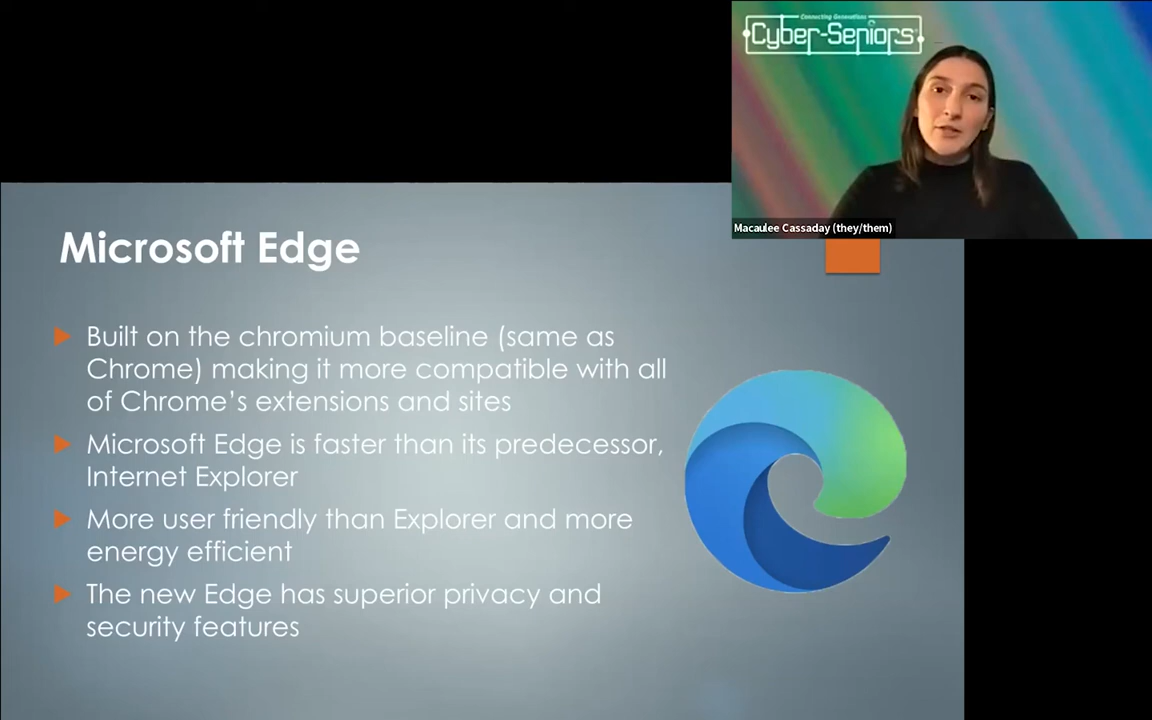 Connecting Generations
Cyber-Seniors
Macaulee Cassaday (they/them)
Microsoft Edge
Built on the chromium baseline (same as
Chrome) making it more compatible with all
of Chrome’s extensions and sites
Microsoft Edge is faster than its predecessor,
Internet Explorer
More user friendly than Explorer and more
energy efficient
The new Edge has superior privacy and
security features